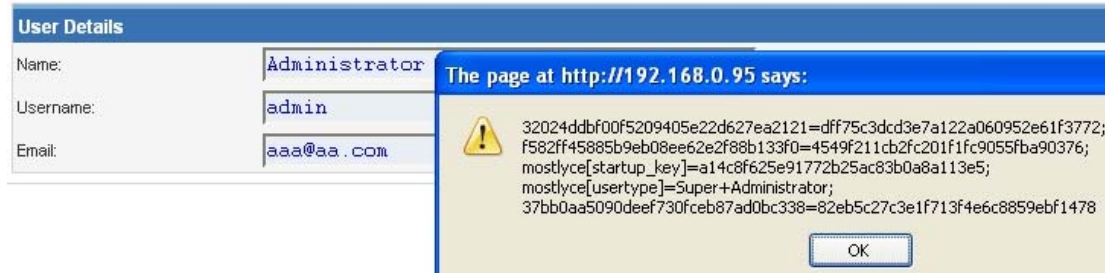 User Details
Name:
Administrator
Username:
admin
Email:
aaa@aa.com
The page at http://192.168.0.95 says:
32024ddbf00f5209405e22d627ea2121=dff75c3dcd3e7a122a060952e61f3772;
f582ff45885b9eb08ee62e2f88b133f0=4549f211cb2fc201f1fc9055fba90376;
mostlyce[startup_key]=a14c8f625e91772b25ac83b0a8a113e5;
mostlyce[usertype]=Super+Administrator;
37bb0aa5090deef730fceb87ad0bc338=82eb5c27c3e1f713f4e6c8859ebf1478
OK